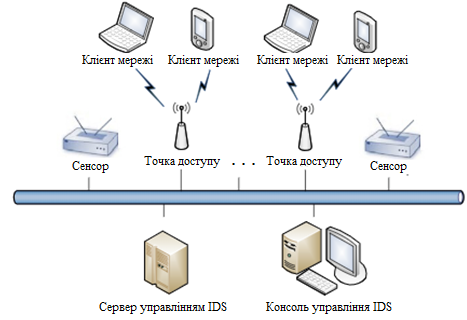 Клієнт мережі Клієнт мережі Клієнт мережі Клієнт мережі
Сенсор Точка доступу . . . Точка доступу Сенсор
Сервер управлінням IDS Консоль управління IDS